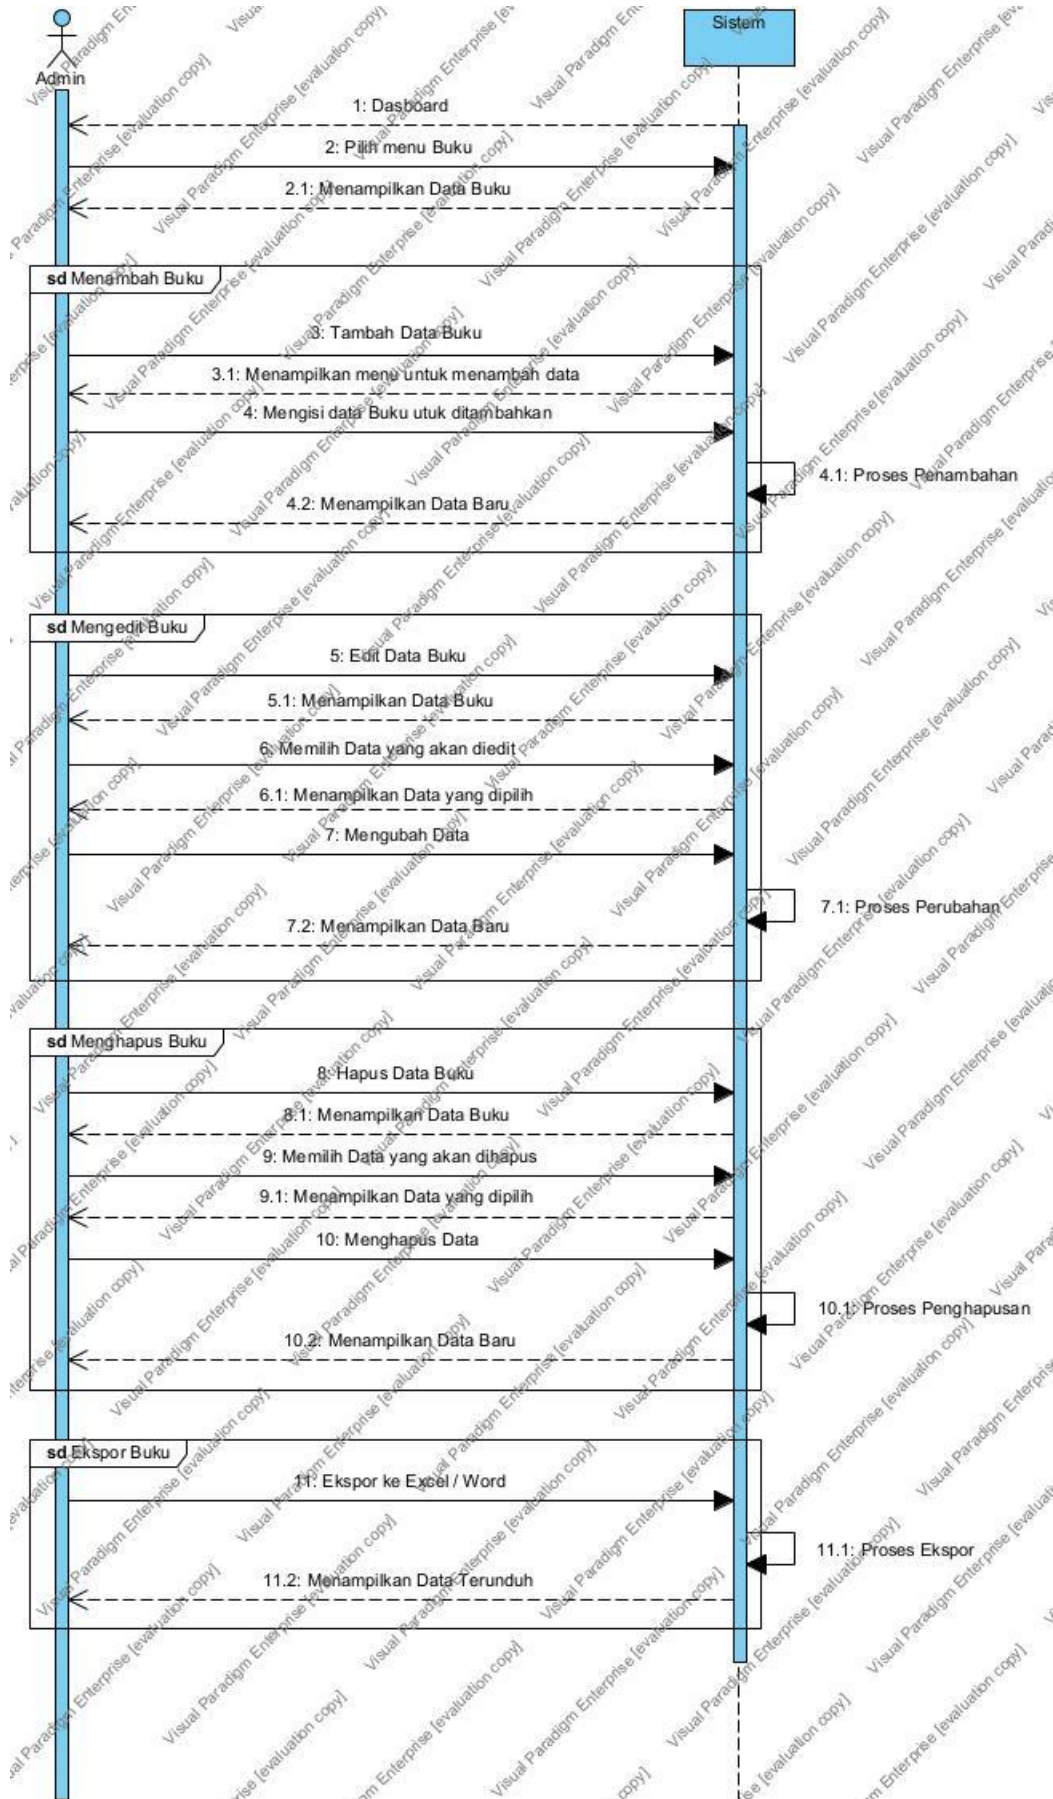 Sistem
Admin
1: Dasboard
2: Pilih menu Buku
2.1: Menampilkan Data Buku
sd Menambah Buku
3: Tambah Data Buku
3.1: Menampilkan menu untuk menambah data
4: Mengisi data Buku utuk ditambahkan
4.1: Proses Penambahan
4.2: Menampilkan Data Baru
sd Mengedit Buku
5: Edit Data Buku
5.1: Menampilkan Data Buku
6: Memilih Data yang akan diedit
6.1: Menampilkan Data yang dipilih
7: Mengubah Data
7.1: Proses Perubahan
7.2: Menampilkan Data Baru
sd Menghapus Buku
8: Hapus Data Buku
8.1: Menampilkan Data Buku
9: Memilih Data yang akan dihapus
9.1: Menampilkan Data yang dipilih
10: Menghapus Data
10.1: Proses Penghapusan
10.2: Menampilkan Data Baru
sd Ekspor Buku
11: Ekspor ke Excel / Word
11.1: Proses Ekspor
11.2: Menampilkan Data Terunduh
Visual Paradigm Enterprise [evaluation copy]